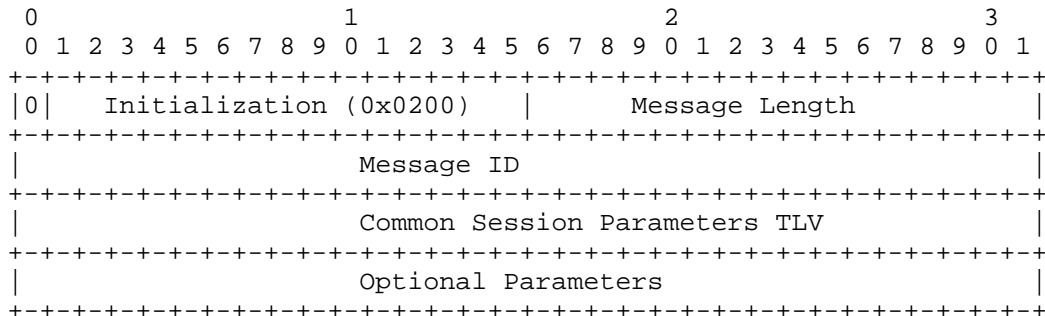 0                   1                   2                   3
 0 1 2 3 4 5 6 7 8 9 0 1 2 3 4 5 6 7 8 9 0 1 2 3 4 5 6 7 8 9 0 1
+-+-+-+-+-+-+-+-+-+-+-+-+-+-+-+-+-+-+-+-+-+-+-+-+-+-+-+-+-+-+-+-+
|0|   Initialization (0x0200)   |      Message Length           |
+-+-+-+-+-+-+-+-+-+-+-+-+-+-+-+-+-+-+-+-+-+-+-+-+-+-+-+-+-+-+-+-+
|                     Message ID                                |
+-+-+-+-+-+-+-+-+-+-+-+-+-+-+-+-+-+-+-+-+-+-+-+-+-+-+-+-+-+-+-+-+
|                     Common Session Parameters TLV             |
+-+-+-+-+-+-+-+-+-+-+-+-+-+-+-+-+-+-+-+-+-+-+-+-+-+-+-+-+-+-+-+-+
|                     Optional Parameters                       |
+-+-+-+-+-+-+-+-+-+-+-+-+-+-+-+-+-+-+-+-+-+-+-+-+-+-+-+-+-+-+-+-+